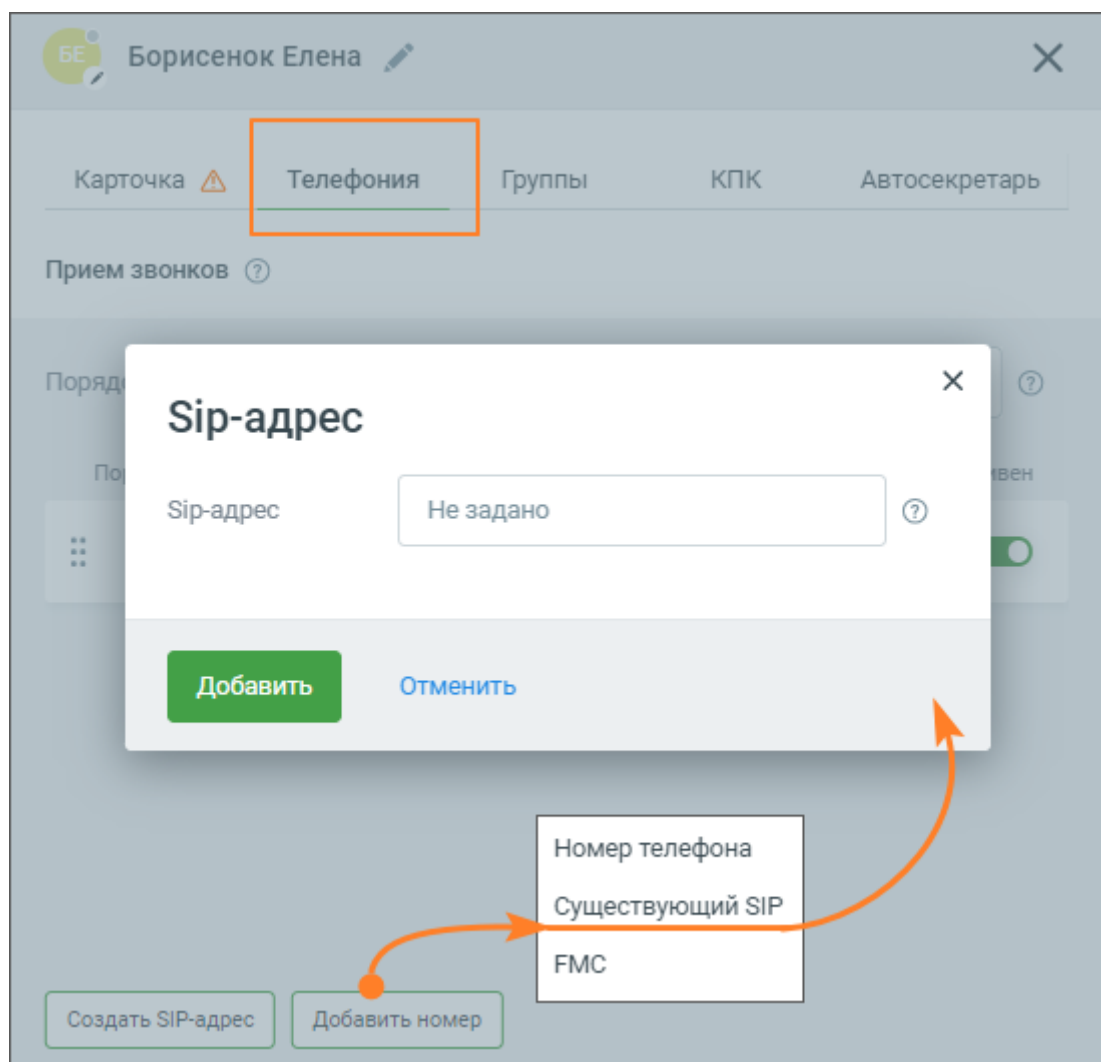 БЕ Борисенок Елена
Карточка Телефония Группы КПК Автосекретарь
Прием звонков ?
Sip-адрес
Sip-адрес Не задано ?
Добавить Отменить
Номер телефона
Существующий SIP
FMC
Создать SIP-адрес Добавить номер